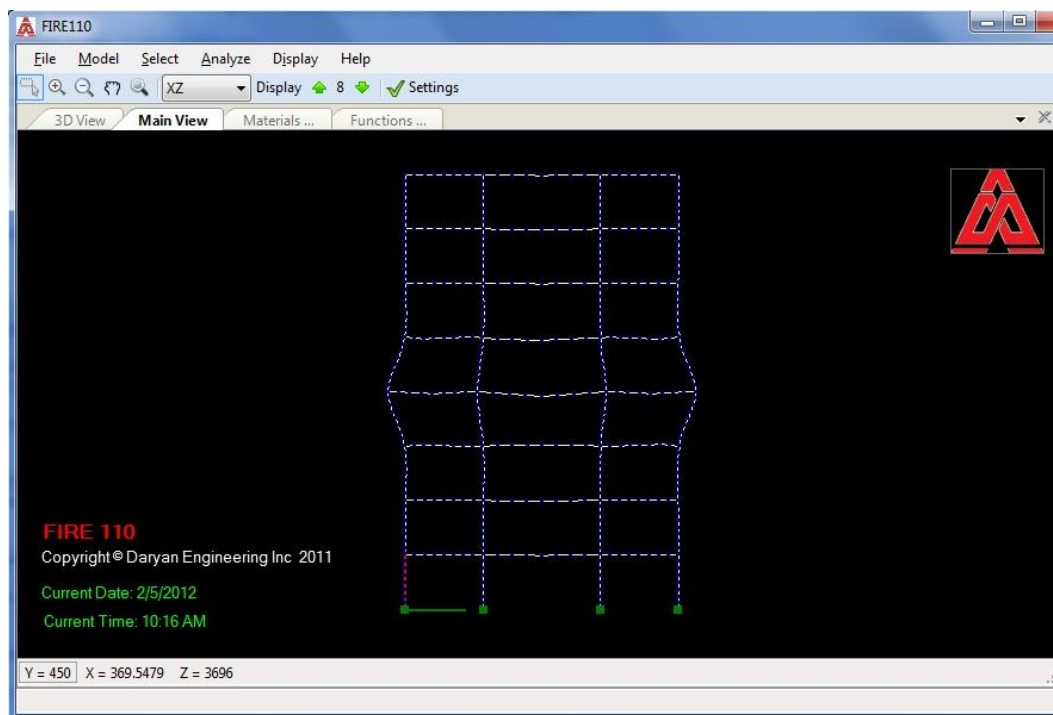 FIRE110
File Model Select Analyze Display Help
XZ Display 8 Settings
3D View Main View Materials ... Functions ...
FIRE 110
Copyright © Daryan Engineering Inc 2011
Current Date: 2/5/2012
Current Time: 10:16 AM
Y = 450 X = 369.5479 Z = 3696